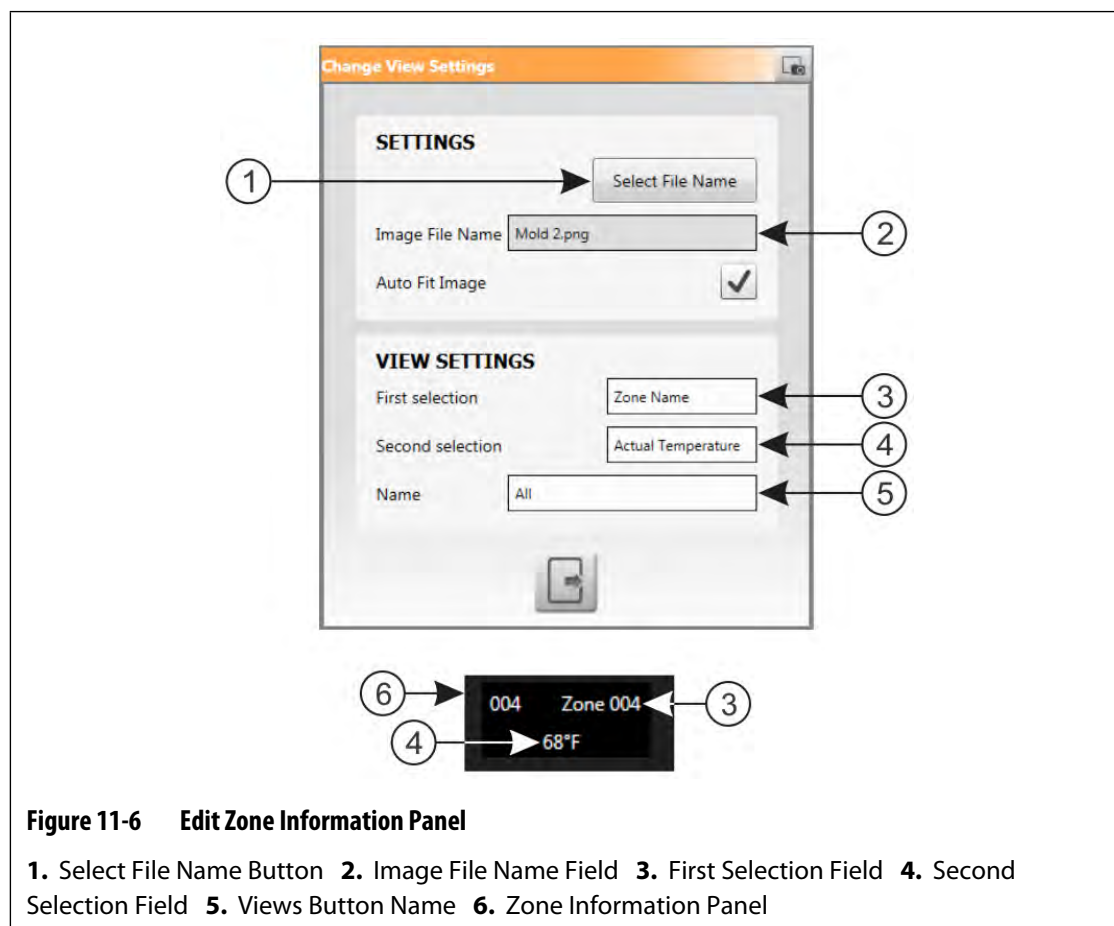 Change View Settings
SETTINGS
1
Select File Name
Image File Name Mold 2.png 2
Auto Fit Image
VIEW SETTINGS
First selection Zone Name 3
Second selection Actual Temperature 4
Name All 5
6 004 Zone 004 3
4 68°F
Figure 11-6 Edit Zone Information Panel
1. Select File Name Button 2. Image File Name Field 3. First Selection Field 4. Second
Selection Field 5. Views Button Name 6. Zone Information Panel